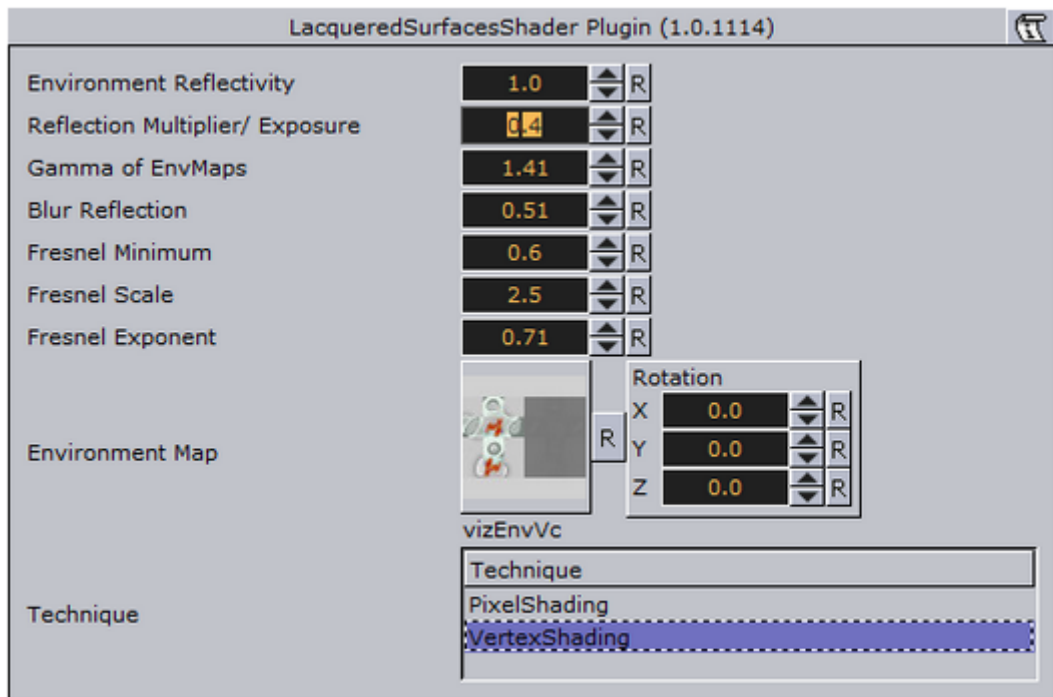 LacqueredSurfacesShader Plugin (1.0.1114)
Environment Reflectivity 1.0 R
Reflection Multiplier/ Exposure 0.4 R
Gamma of EnvMaps 1.41 R
Blur Reflection 0.51 R
Fresnel Minimum 0.6 R
Fresnel Scale 2.5 R
Fresnel Exponent 0.71 R
Environment Map R
Rotation
X 0.0 R
Y 0.0 R
Z 0.0 R
vizEnvVc
Technique
Technique
PixelShading
VertexShading